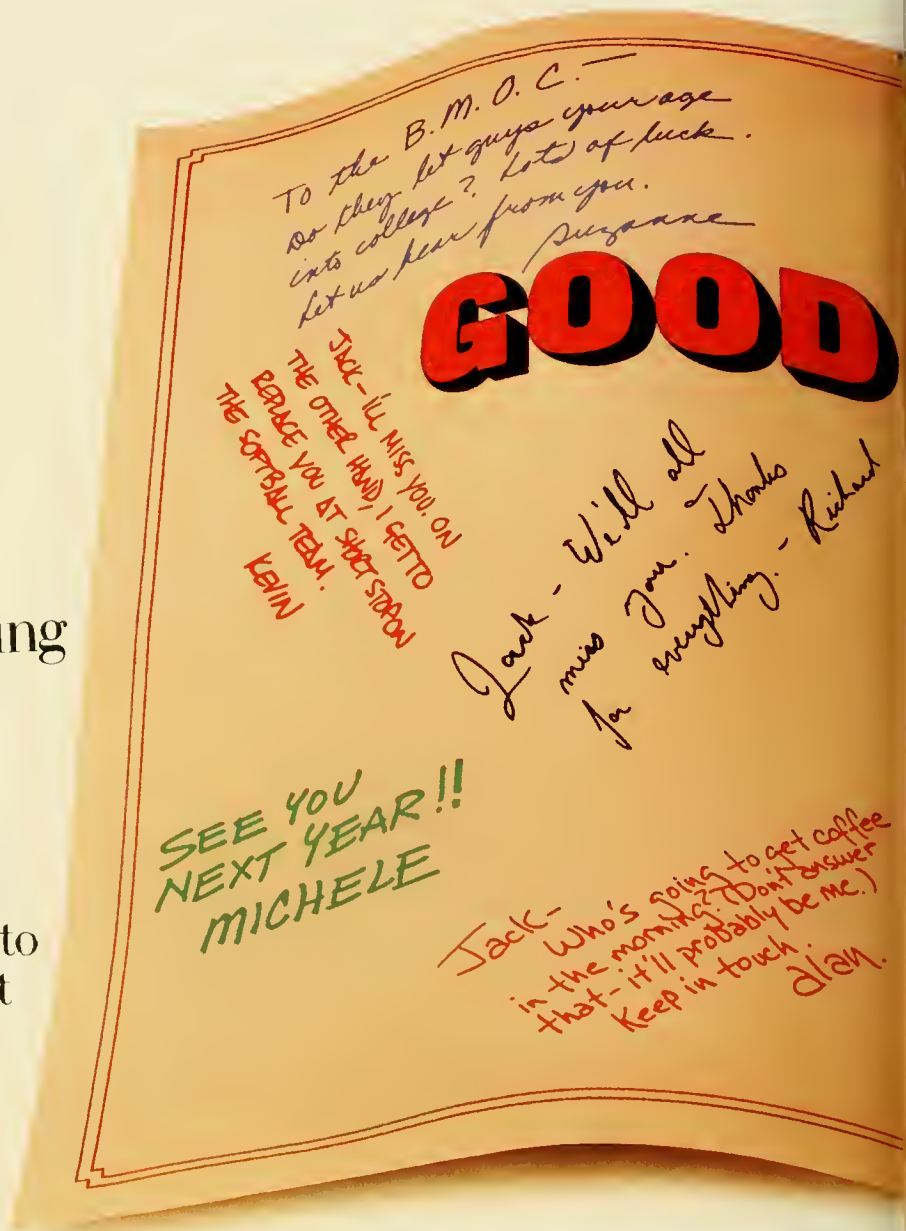 To the B.M.O.C. —
Do they let guys your age
into college? Lots of luck.
Let us hear from you.
Suzanne
GOOD
JACK - I'LL MISS YOU. ON
THE OTHER HAND, I GET TO
REPLACE YOU AT SHORT STOP ON
THE SOFTBALL TEAM.
KEVIN
Jack - We'll all
miss you. Thanks
for everything. - Richard
ing
SEE YOU
NEXT YEAR!!
MICHELE
to
t
Jack-
Who's going to get coffee
in the morning? (Don't answer
that - it'll probably be me.)
Keep in touch.
alan.